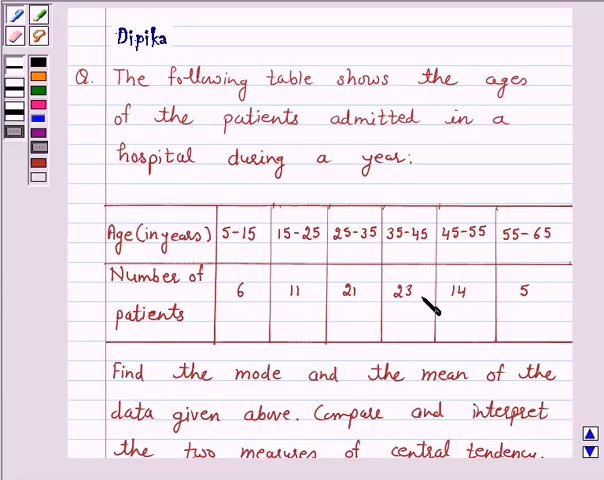 Dipika
Q. The following table shows the ages
of the patients admitted in a
hospital during a year:
Age (in years) 5-15 15-25 25-35 35-45 45-55 55-65
Number of patients 6 11 21 23 14 5
Find the mode and the mean of the
data given above. Compare and interpret
the two measures of central tendency.